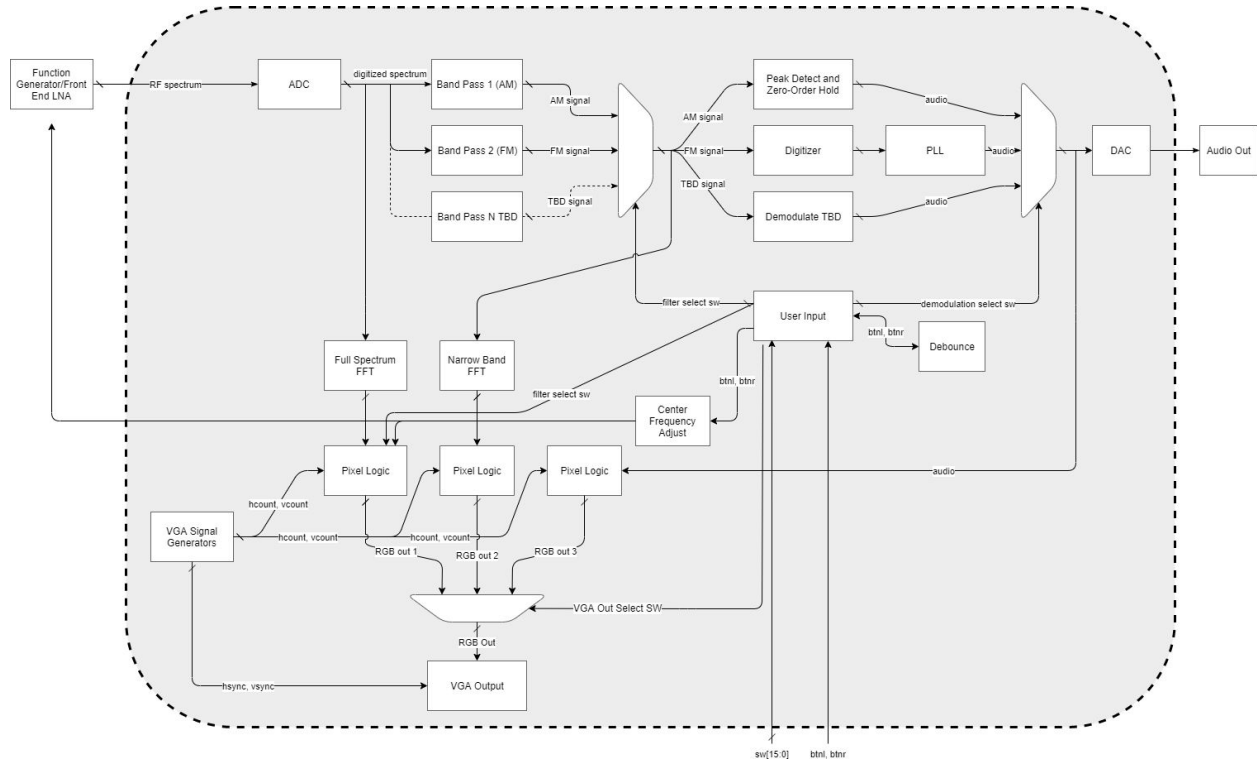 Function
Generator/Front
End LNA
RF spectrum
ADC
digitized spectrum
Band Pass 1 (AM)
AM signal
Band Pass 2 (FM)
FM signal
Band Pass N TBD
TBD signal
AM signal
FM signal
TBD signal
Peak Detect and
Zero-Order Hold
audio
Digitizer
PLL
audio
Demodulate TBD
audio
DAC
Audio Out
filter select sw
User Input
demodulation select sw
btnl, btnr
Debounce
Full Spectrum
FFT
Narrow Band
FFT
filter select sw
btnl, btnr
Center
Frequency
Adjust
Pixel Logic
Pixel Logic
Pixel Logic
audio
hcount, vcount
VGA Signal
Generators
hcount, vcount
hcount, vcount
RGB out 1
RGB out 2
RGB out 3
VGA Out Select SW
RGB Out
VGA Output
hsync, vsync
sw[15:0]
btnl, btnr